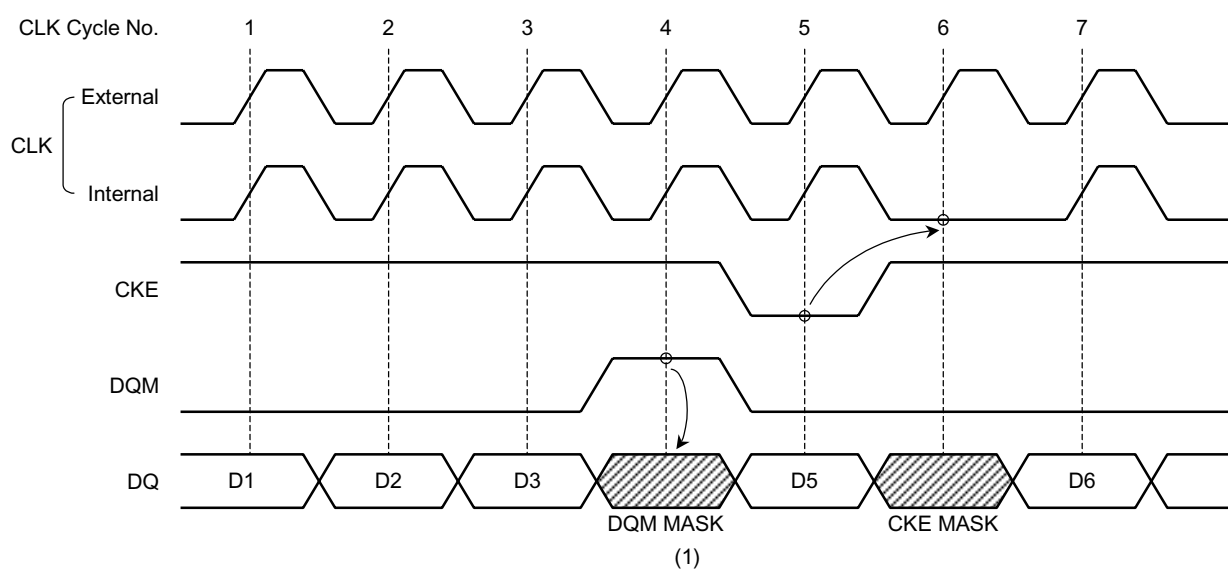 CLK Cycle No. 1 2 3 4 5 6 7
External
CLK
Internal
CKE
DQM
DQ D1 D2 D3 D5 D6
DQM MASK CKE MASK
(1)